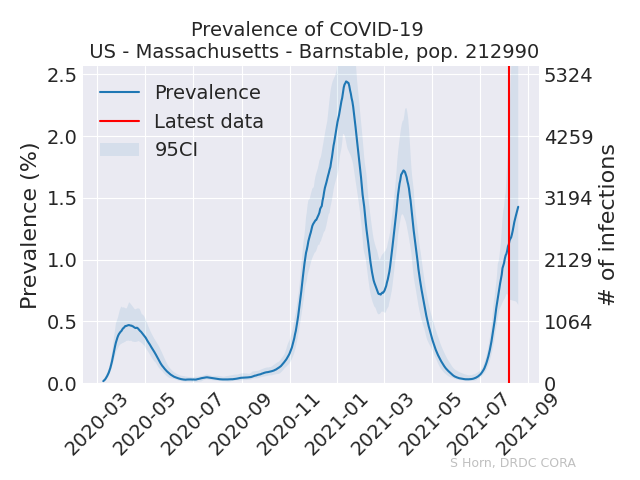 Prevalence of COVID-19
US - Massachusetts - Barnstable, pop. 212990
Prevalence
Latest data
95CI
Prevalence (%)
2.5
2.0
1.5
1.0
0.5
0.0
5324
4259
3194
2129
1064
0
# of infections
2020-03
2020-05
2020-07
2020-09
2020-11
2021-01
2021-03
2021-05
2021-07
2021-09
S Horn, DRDC CORA